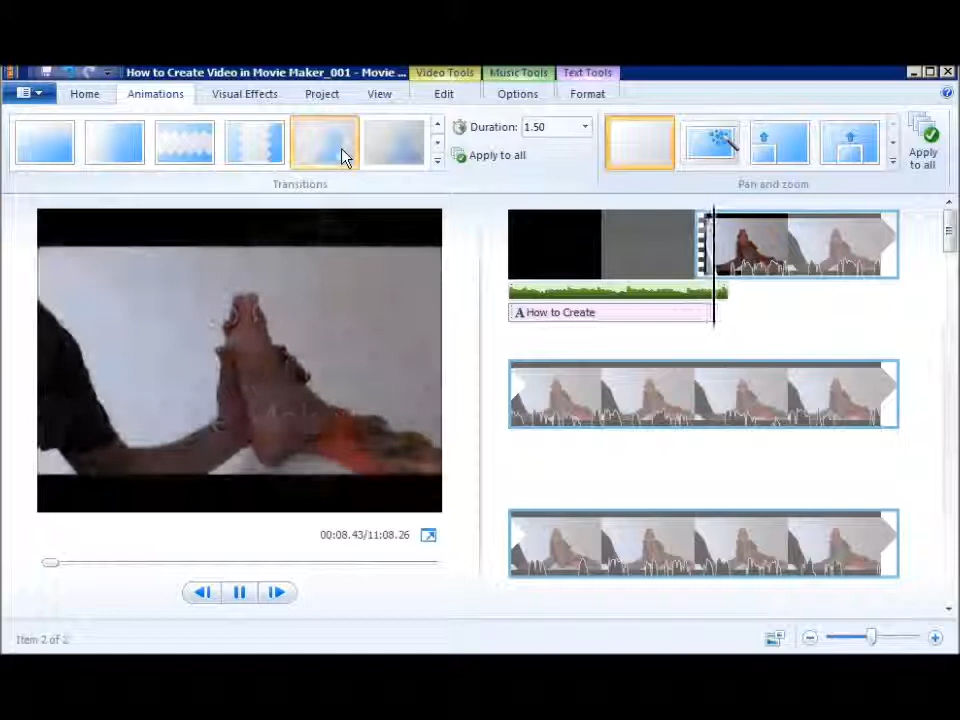 How to Create Video in Movie Maker_001 - Movie ...
Video Tools
Music Tools
Text Tools
Home
Animations
Visual Effects
Project
View
Edit
Options
Format
Duration: 1.50
Apply to all
Apply
to all
Transitions
Pan and zoom
A How to Create
00:08.43/11:08.26
Item 2 of 2